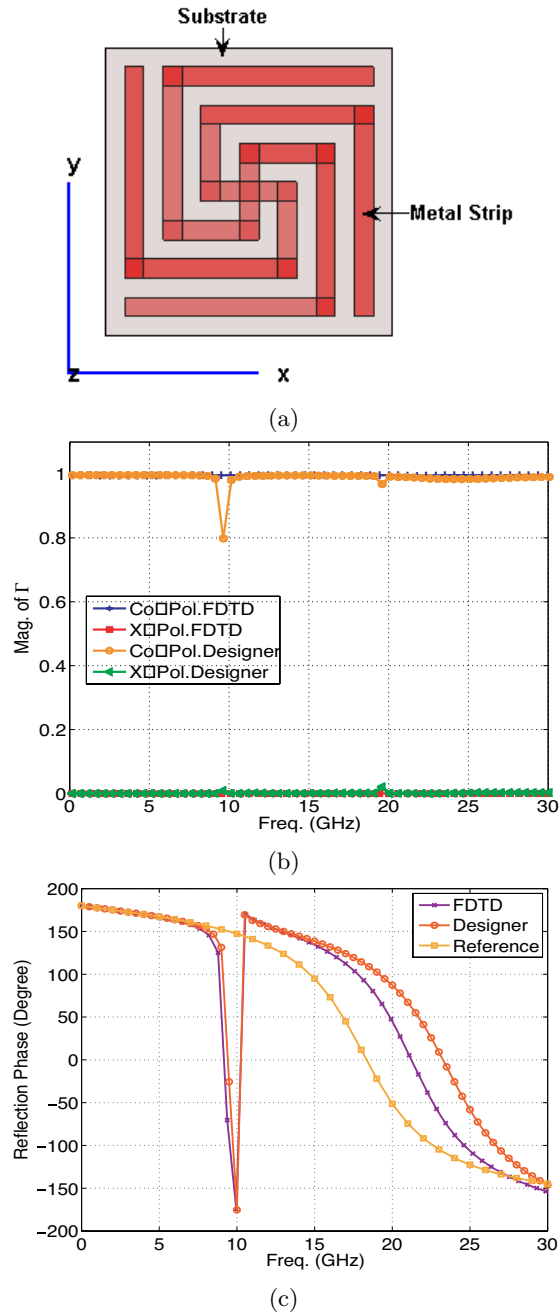 Substrate
y
Metal Strip
z
x
(a)
1
0.8
0.6
0.4
0.2
0
Mag. of Γ
Co□Pol.FDTD
X□Pol.FDTD
Co□Pol.Designer
X□Pol.Designer
0 5 10 15 20 25 30
Freq. (GHz)
(b)
200
150
100
50
0
−50
−100
−150
−200
Reflection Phase (Degree)
FDTD
Designer
Reference
0 5 10 15 20 25 30
Freq. (GHz)
(c)